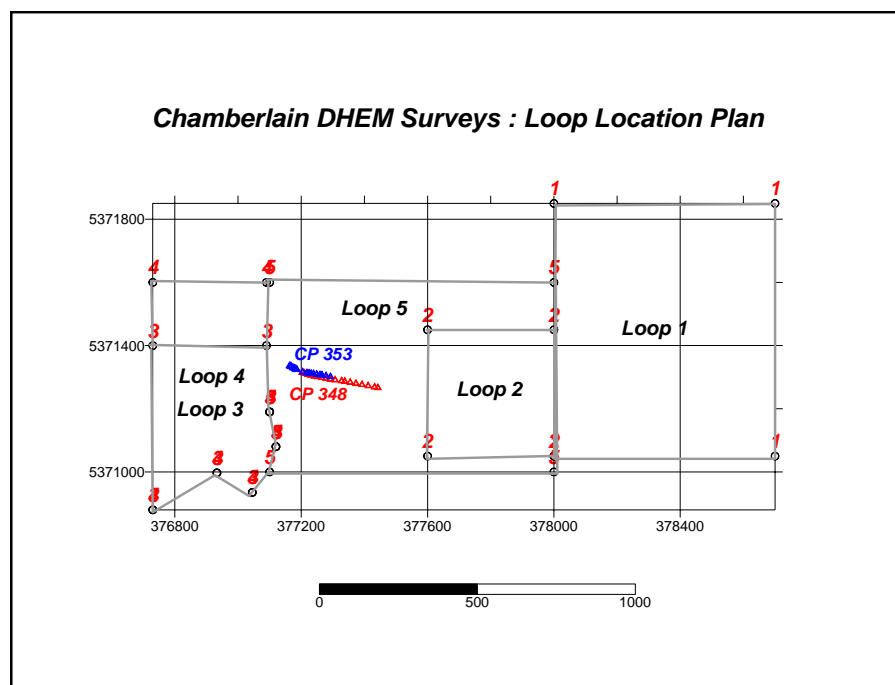 Chamberlain DHEM Surveys : Loop Location Plan
1 1
5371800
4 4 5 5
Loop 5
2 2
Loop 1
3 3
5371400
CP 353
Loop 4
CP 348
Loop 2
Loop 3
5
2 2 1
5371000
376800 377200 377600 378000 378400
0 500 1000